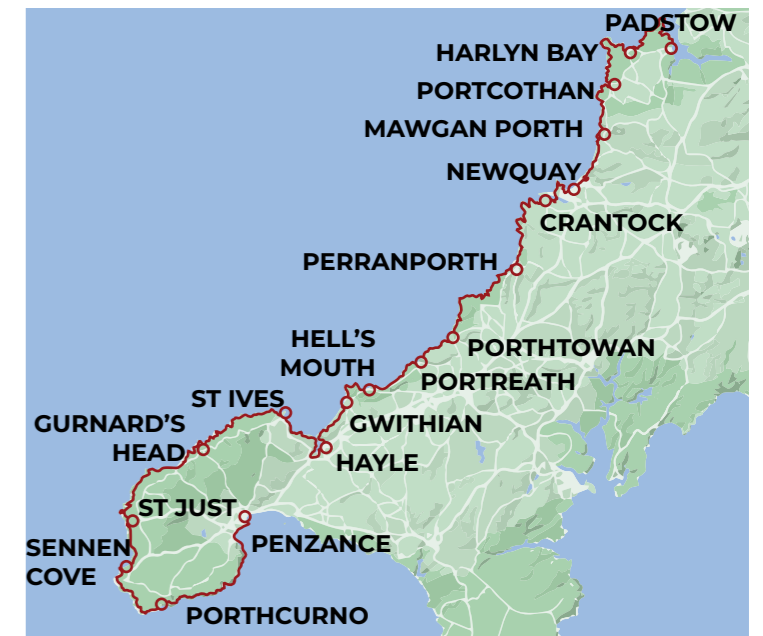 PADSTOW
HARLYN BAY
PORTCOTHAN
MAWGAN PORTH
NEWQUAY
CRANTOCK
PERRANPORTH
HELL’S
MOUTH
PORTHTOWAN
PORTREATH
ST IVES
GWITHIAN
GURNARD’S
HEAD
HAYLE
ST JUST
PENZANCE
SENNEN
COVE
PORTHCURNO